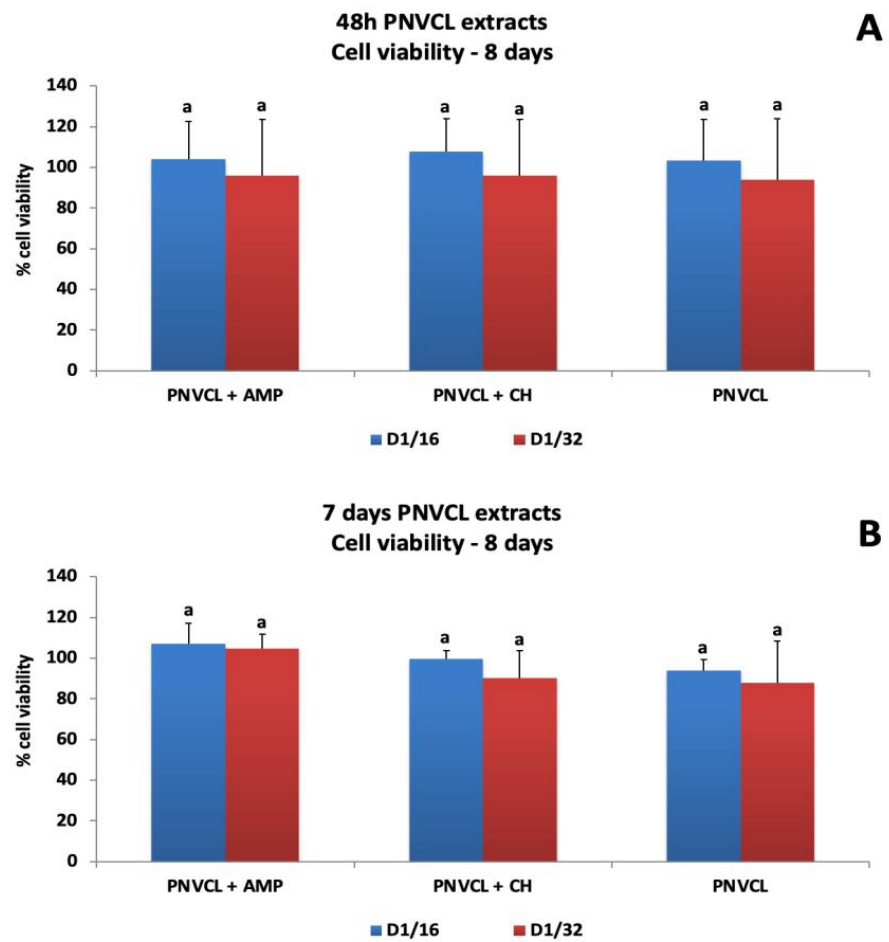 48h PNVCL extracts
Cell viability - 8 days
A
% cell viability
140
120
100
80
60
40
20
0
a a a a a a
PNVCL + AMP PNVCL + CH PNVCL
D1/16 D1/32
7 days PNVCL extracts
Cell viability - 8 days
B
% cell viability
140
120
100
80
60
40
20
0
a a a a a a
PNVCL + AMP PNVCL + CH PNVCL
D1/16 D1/32